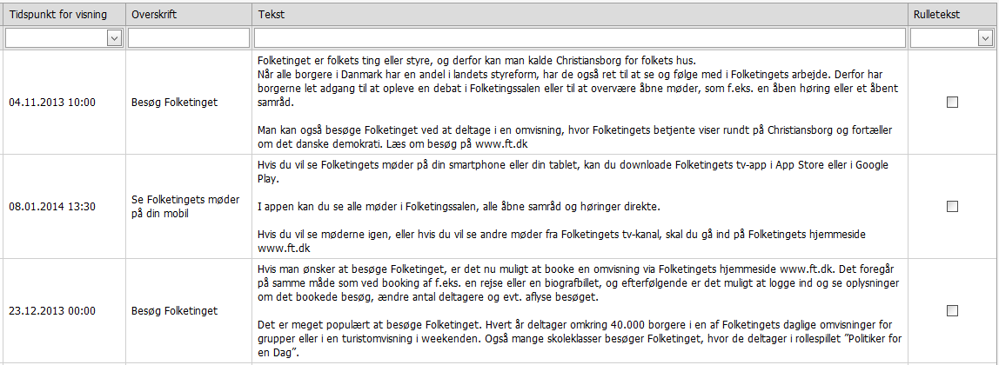 Tidspunkt for visning Overskrift Tekst Rulletekst
Folketinget er folkets ting eller styre, og derfor kan man kalde Christiansborg for folkets hus.
Når alle borgere i Danmark har en andel i landets styreform, har de også ret til at se og følge med i Folketingets arbejde. Derfor har
borgerne let adgang til at opleve en debat i Folketingssalen eller til at overvære åbne møder, som f.eks. en åben høring eller et åbent
samråd.
Man kan også besøge Folketinget ved at deltage i en omvisning, hvor Folketingets betjente viser rundt på Christiansborg og fortæller
om det danske demokrati. Læs om besøg på www.ft.dk
04.11.2013 10:00 Besøg Folketinget
Hvis du vil se Folketingets møder på din smartphone eller din tablet, kan du downloade Folketingets tv-app i App Store eller i Google
Play.
I appen kan du se alle møder i Folketingssalen, alle åbne samråd og høringer direkte.
Hvis du vil se møderne igen, eller hvis du vil se andre møder fra Folketingets tv-kanal, skal du gå ind på Folketingets hjemmeside
www.ft.dk
08.01.2014 13:30 Se Folketingets møder
på din mobil
Hvis man ønsker at besøge Folketinget, er det nu muligt at booke en omvisning via Folketingets hjemmeside www.ft.dk. Det foregår
på samme måde som ved booking af f.eks. en rejse eller en biografbillet, og efterfølgende er det muligt at logge ind og se oplysninger
om det bookede besøg, ændre antal deltagere og evt. aflyse besøget.
Det er meget populært at besøge Folketinget. Hvert år deltager omkring 40.000 borgere i en af Folketingets daglige omvisninger for
grupper eller i en turistomvisning i weekenden. Også mange skoleklasser besøger Folketinget, hvor de deltager i rollespillet ”Politiker for
en Dag”.
23.12.2013 00:00 Besøg Folketinget